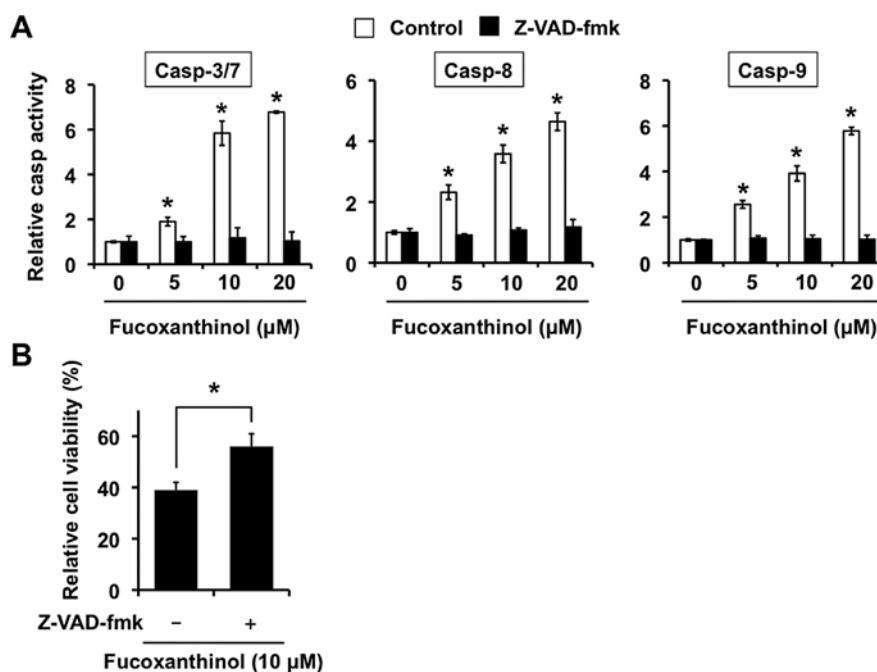 A
Control Z-VAD-fmk
Casp-3/7 Casp-8 Casp-9
Relative casp activity
8
6
4
2
0
* * *
0 5 10 20
Fucoxanthinol (μM)
6
4
2
0
* * *
0 5 10 20
Fucoxanthinol (μM)
8
6
4
2
0
* * *
0 5 10 20
Fucoxanthinol (μM)
B
Relative cell viability (%)
60
40
20
0
*
Z-VAD-fmk − +
Fucoxanthinol (10 μM)